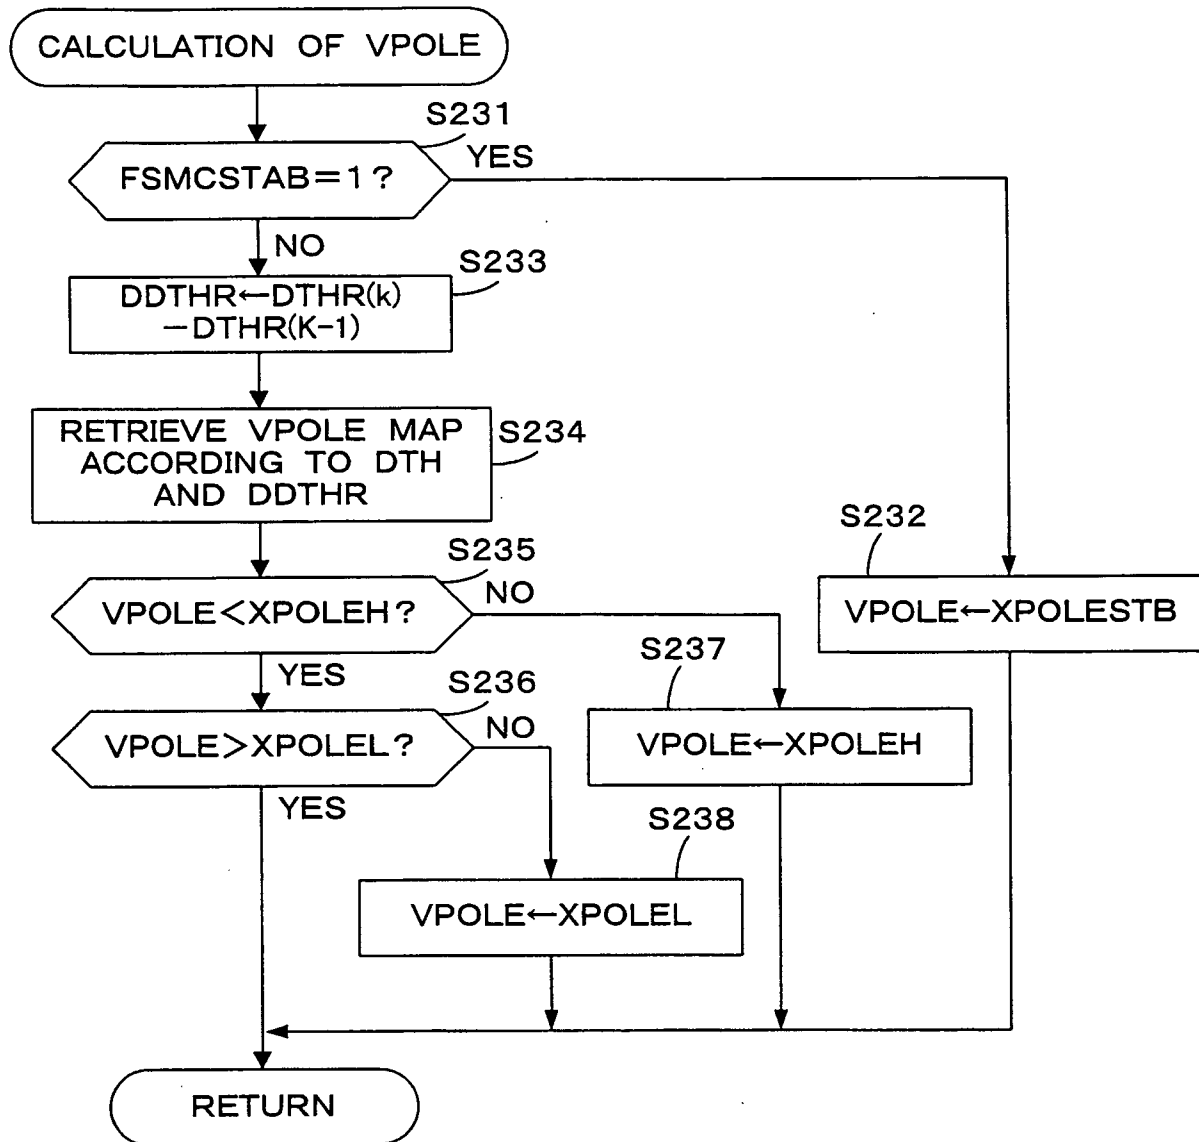 CALCULATION OF VPOLE
S231
FSMCSTAB=1?
YES
NO
S233
DDTHR←DTHR(k)
−DTHR(K-1)
RETRIEVE VPOLE MAP
ACCORDING TO DTH
AND DDTHR
S234
S232
VPOLE←XPOLESTB
S235
VPOLE<XPOLEH?
NO
YES
S237
VPOLE←XPOLEH
S236
VPOLE>XPOLEL?
NO
YES
S238
VPOLE←XPOLEL
RETURN